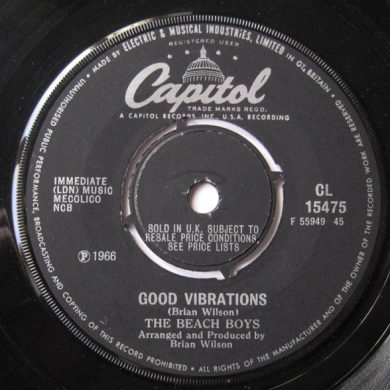 MADE BY ELECTRIC & MUSICAL INDUSTRIES, LIMITED IN GT. BRITAIN
REGISTERED USER
Capitol
TRADE MARKS REGD.
A CAPITOL RECORDS INC., U.S.A. RECORDING
IMMEDIATE
(LDN) MUSIC
MECOLICO
NCB
CL
15475
F 55949 45
SOLD IN U.K. SUBJECT TO
RESALE PRICE CONDITIONS,
SEE PRICE LISTS
℗ 1966
GOOD VIBRATIONS
(Brian Wilson)
THE BEACH BOYS
Arranged and Produced by
Brian Wilson
UNAUTHORISED PUBLIC PERFORMANCE, BROADCASTING AND COPYING OF THIS RECORD PROHIBITED • ALL RIGHTS OF THE MANUFACTURER AND OF THE OWNER OF THE RECORDED WORK RESERVED